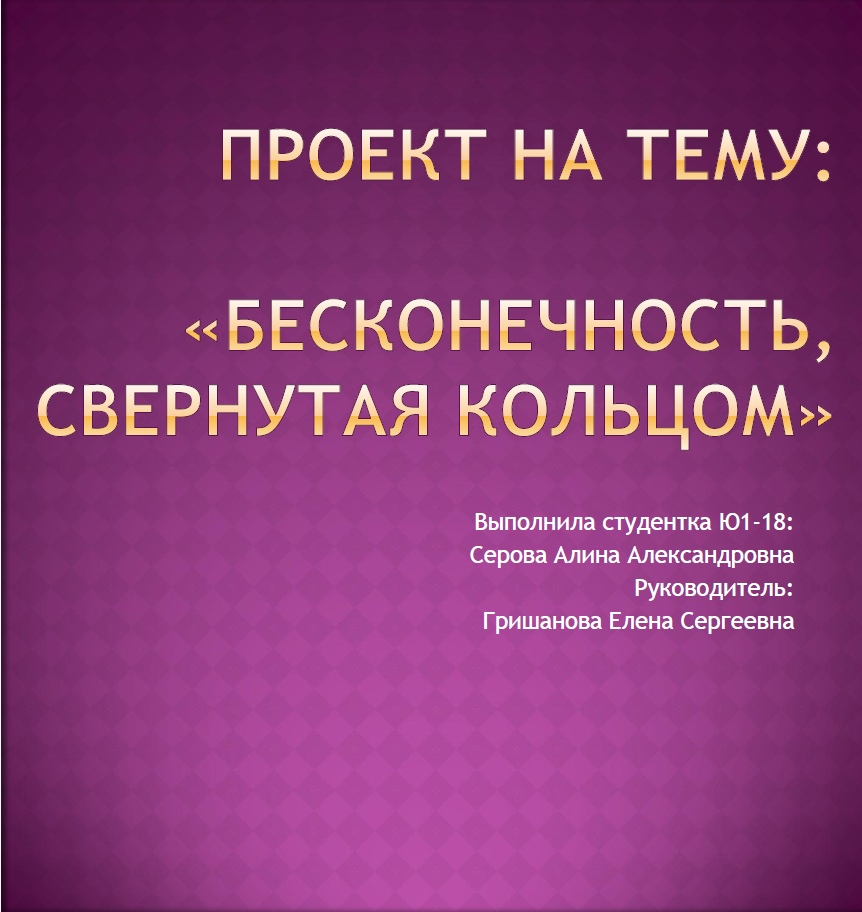 ПРОЕКТ НА ТЕМУ:
«БЕСКОНЕЧНОСТЬ,
СВЕРНУТАЯ КОЛЬЦОМ»
Выполнила студентка Ю1-18:
Серова Алина Александровна
Руководитель:
Гришанова Елена Сергеевна